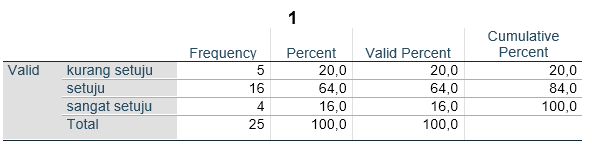 1
Frequency Percent Valid Percent Cumulative Percent
Valid kurang setuju 5 20,0 20,0 20,0
setuju 16 64,0 64,0 84,0
sangat setuju 4 16,0 16,0 100,0
Total 25 100,0 100,0